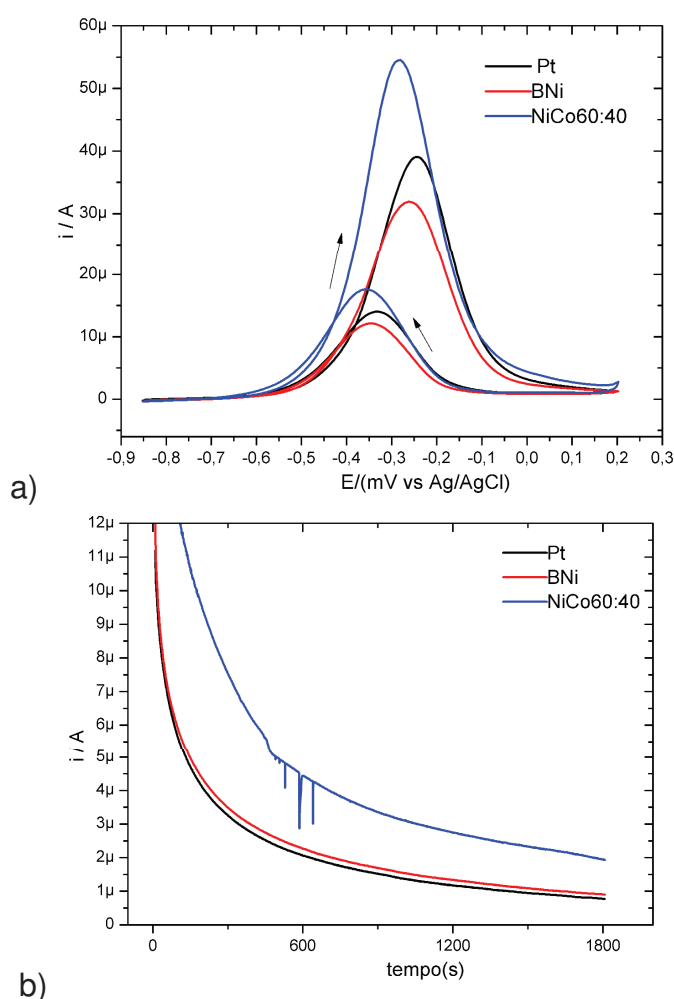 60µ
50µ
40µ
30µ
20µ
10µ
0
i / A
Pt
BNi
NiCo60:40
-0,9 -0,8 -0,7 -0,6 -0,5 -0,4 -0,3 -0,2 -0,1 0,0 0,1 0,2 0,3
E/(mV vs Ag/AgCl)
a)
12µ
11µ
10µ
9µ
8µ
7µ
6µ
5µ
4µ
3µ
2µ
1µ
0
i / A
Pt
BNi
NiCo60:40
0 600 1200 1800
tempo(s)
b)